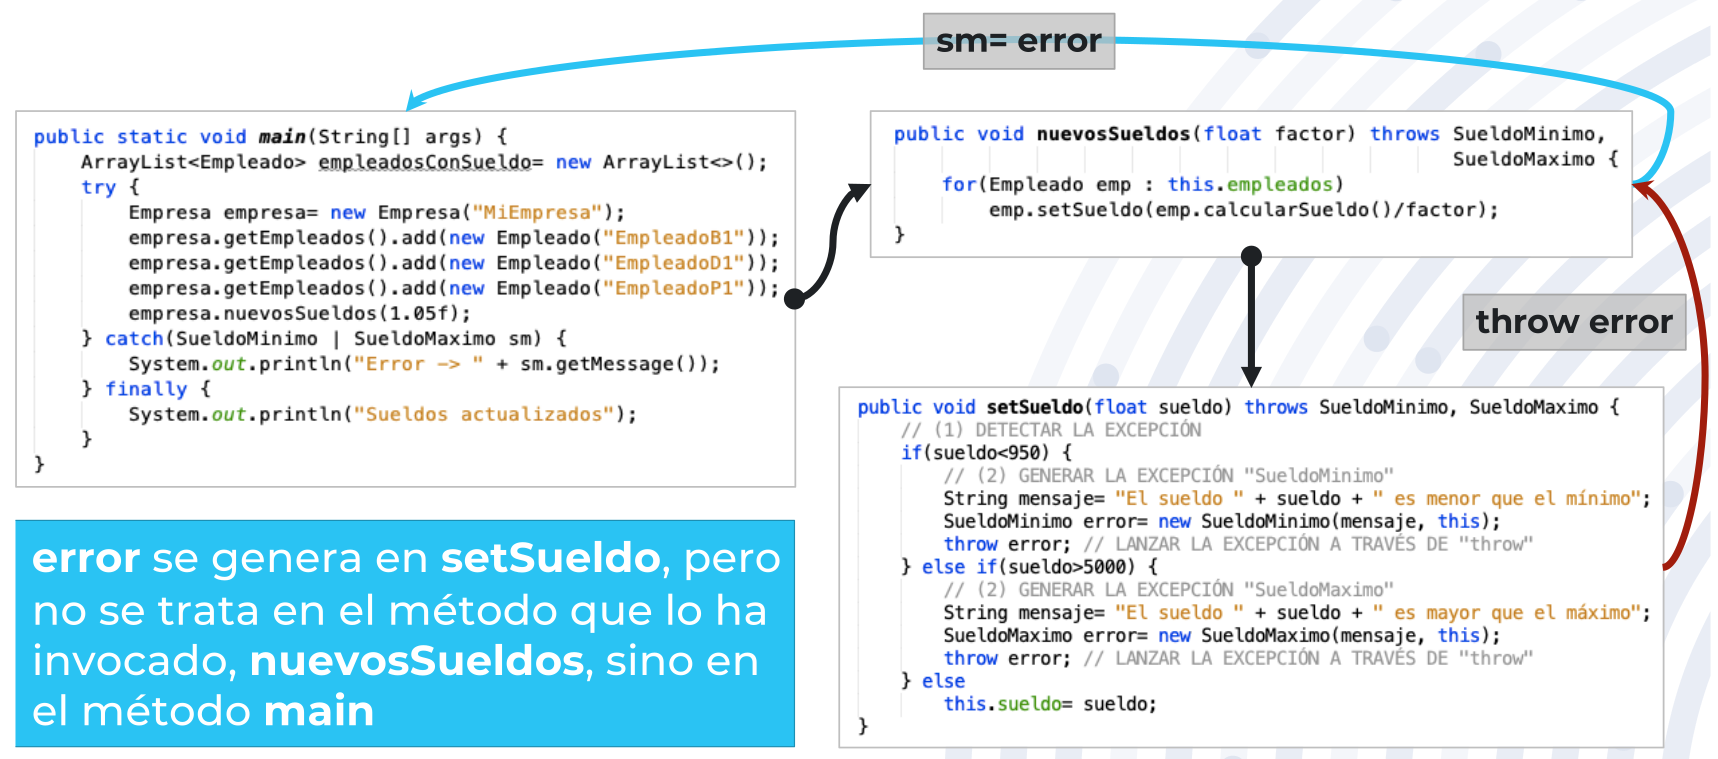 sm= error
public static void main(String[] args) {
ArrayList<Empleado> empleadosConSueldo= new ArrayList<>();
try {
Empresa empresa= new Empresa("MiEmpresa");
empresa.getEmpleados().add(new Empleado("EmpleadoB1"));
empresa.getEmpleados().add(new Empleado("EmpleadoD1"));
empresa.getEmpleados().add(new Empleado("EmpleadoP1"));
empresa.nuevosSueldos(1.05f);
} catch(SueldoMinimo | SueldoMaximo sm) {
System.out.println("Error -> " + sm.getMessage());
} finally {
System.out.println("Sueldos actualizados");
}
}
public void nuevosSueldos(float factor) throws SueldoMinimo,
SueldoMaximo {
for(Empleado emp : this.empleados)
emp.setSueldo(emp.calcularSueldo()/factor);
}
throw error
public void setSueldo(float sueldo) throws SueldoMinimo, SueldoMaximo {
// (1) DETECTAR LA EXCEPCIÓN
if(sueldo<950) {
// (2) GENERAR LA EXCEPCIÓN "SueldoMinimo"
String mensaje= "El sueldo " + sueldo + " es menor que el mínimo";
SueldoMinimo error= new SueldoMinimo(mensaje, this);
throw error; // LANZAR LA EXCEPCIÓN A TRAVÉS DE "throw"
} else if(sueldo>5000) {
// (2) GENERAR LA EXCEPCIÓN "SueldoMaximo"
String mensaje= "El sueldo " + sueldo + " es mayor que el máximo";
SueldoMaximo error= new SueldoMaximo(mensaje, this);
throw error; // LANZAR LA EXCEPCIÓN A TRAVÉS DE "throw"
} else
this.sueldo= sueldo;
}
error se genera en setSueldo, pero
no se trata en el método que lo ha
invocado, nuevosSueldos, sino en
el método main